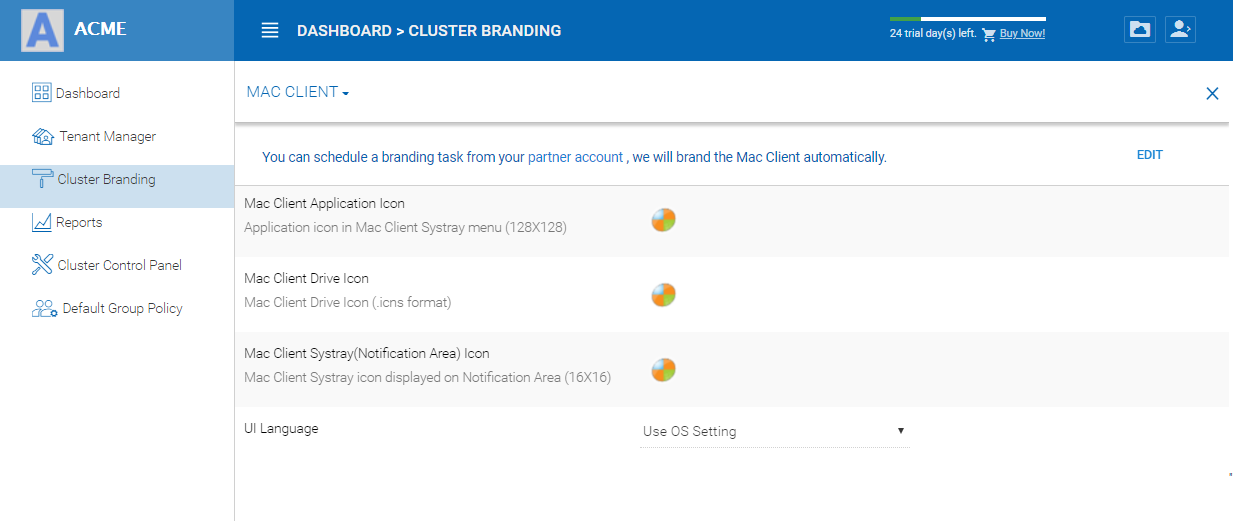 A ACME
DASHBOARD > CLUSTER BRANDING
24 trial day(s) left. Buy Now!
Dashboard
Tenant Manager
Cluster Branding
Reports
Cluster Control Panel
Default Group Policy
MAC CLIENT
You can schedule a branding task from your partner account , we will brand the Mac Client automatically.
EDIT
Mac Client Application Icon
Application icon in Mac Client Systray menu (128X128)
Mac Client Drive Icon
Mac Client Drive Icon (.icns format)
Mac Client Systray(Notification Area) Icon
Mac Client Systray icon displayed on Notification Area (16X16)
UI Language
Use OS Setting